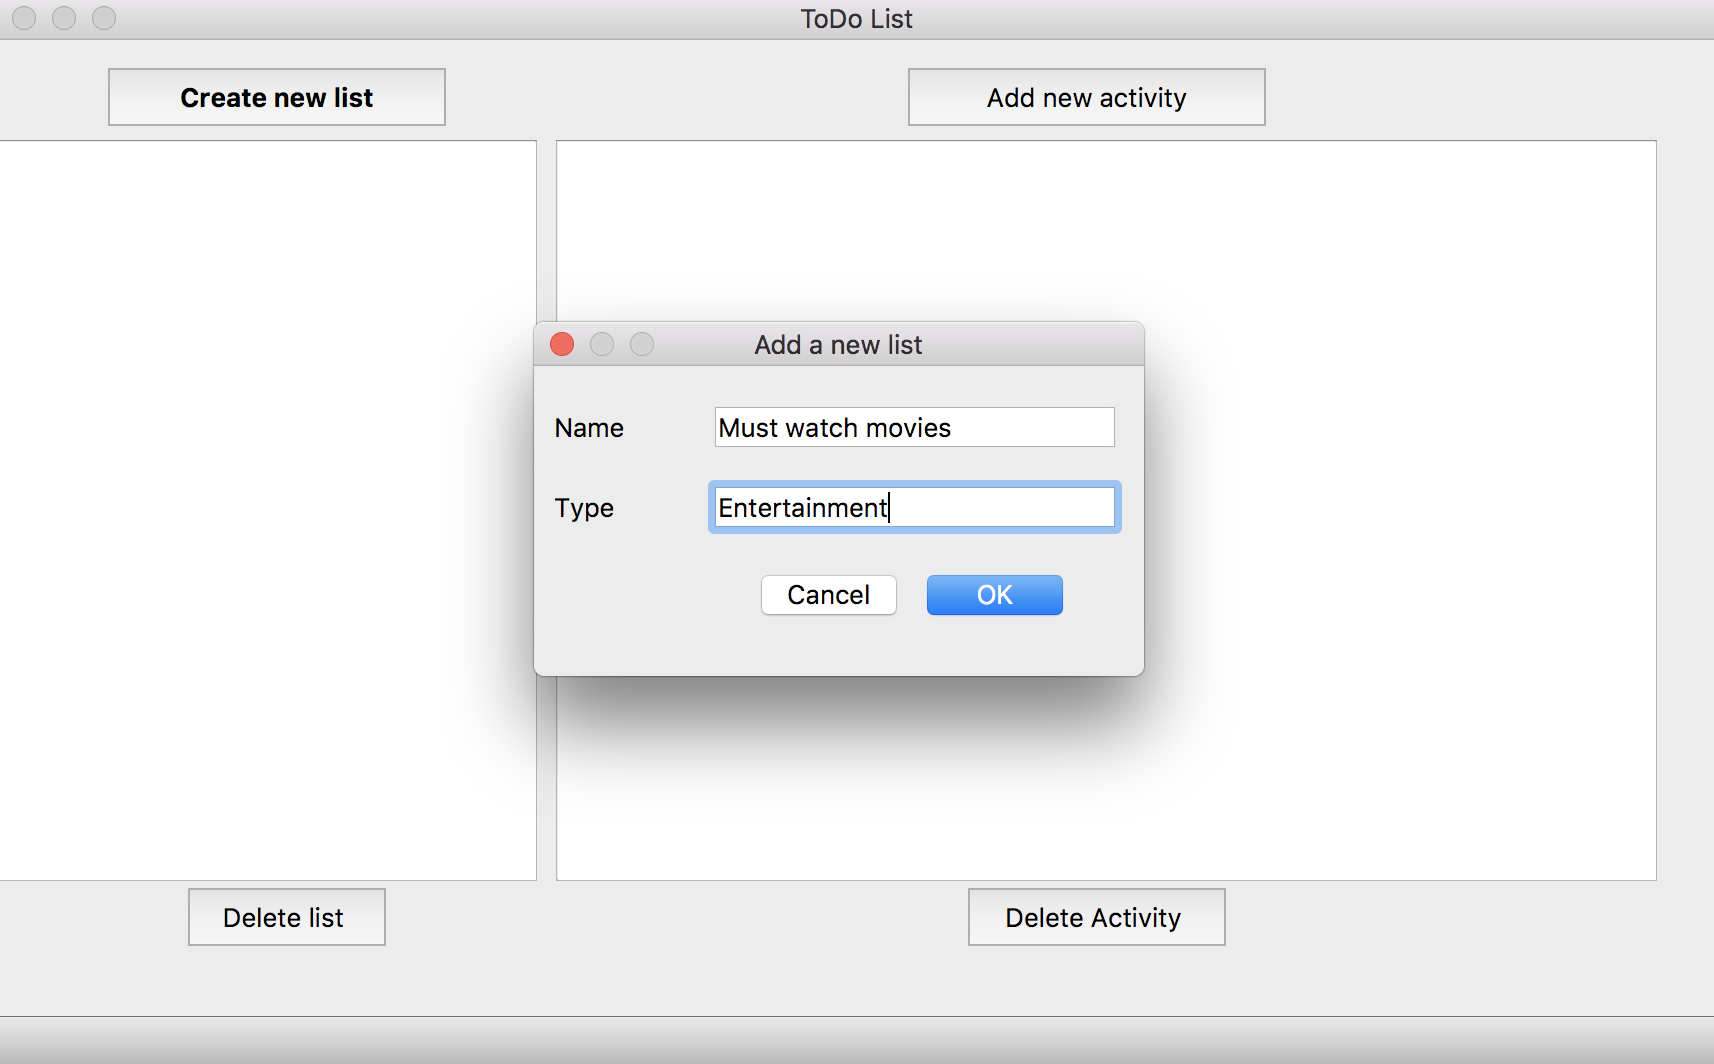 ToDo List
Create new list
Add new activity
Add a new list
Name
Must watch movies
Type
Entertainment
Cancel
OK
Delete list
Delete Activity